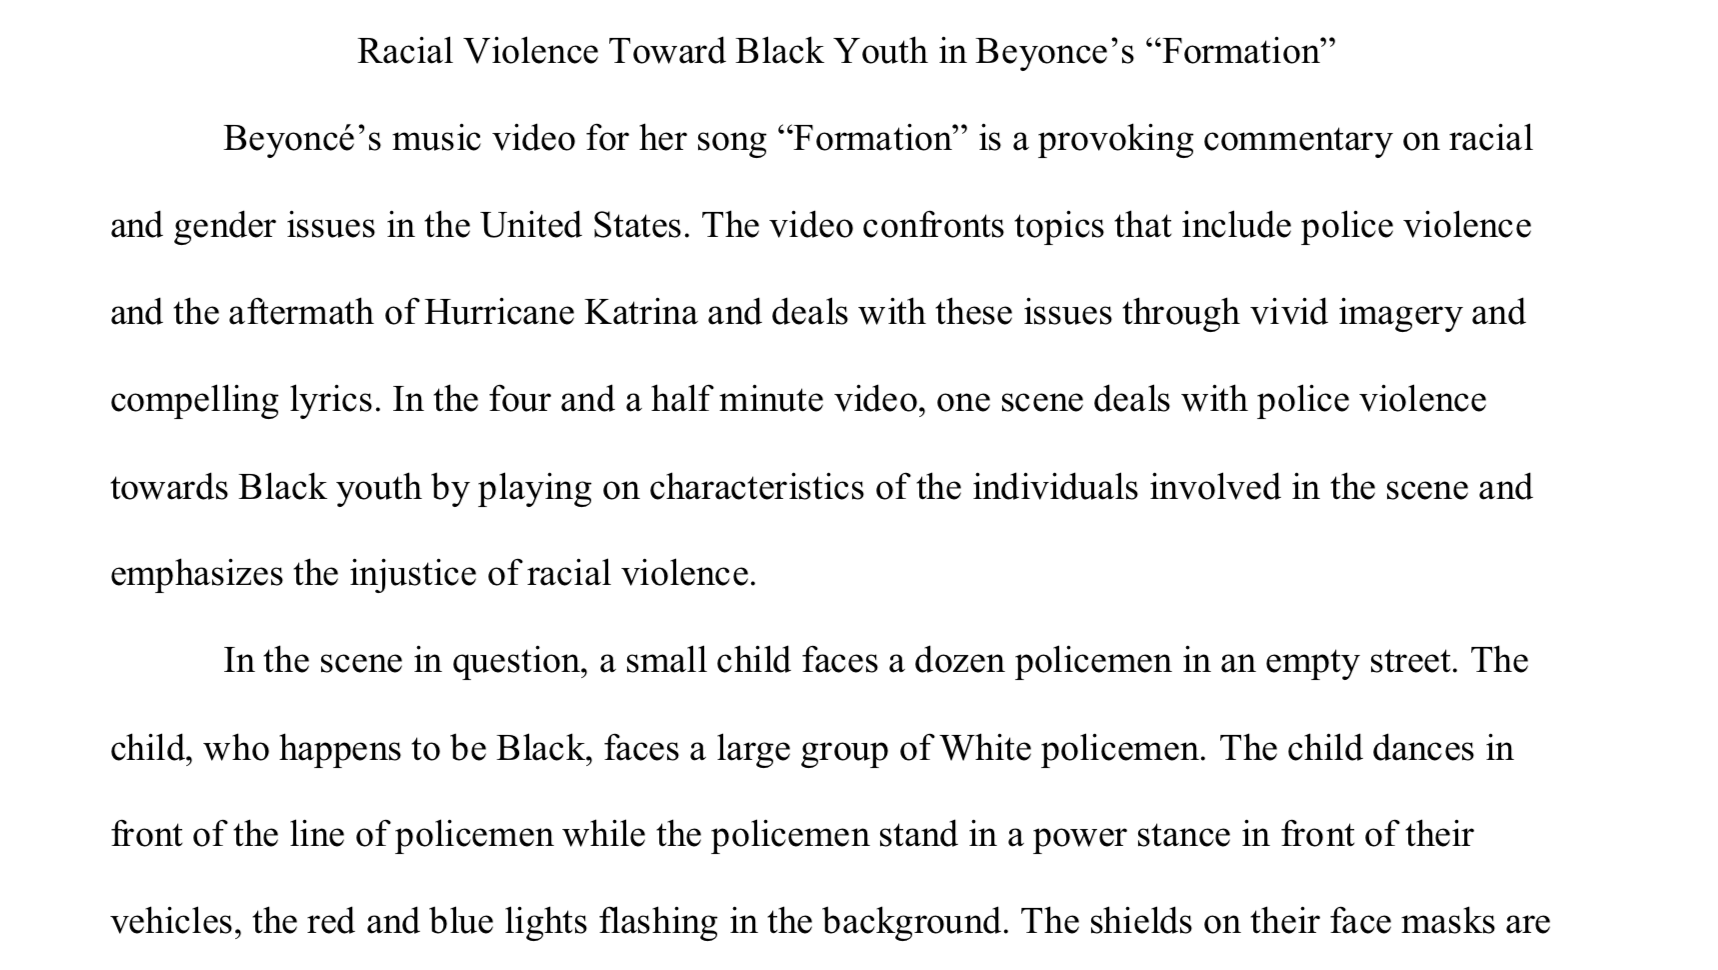 Racial Violence Toward Black Youth in Beyonce’s “Formation”
Beyoncé’s music video for her song “Formation” is a provoking commentary on racial
and gender issues in the United States. The video confronts topics that include police violence
and the aftermath of Hurricane Katrina and deals with these issues through vivid imagery and
compelling lyrics. In the four and a half minute video, one scene deals with police violence
towards Black youth by playing on characteristics of the individuals involved in the scene and
emphasizes the injustice of racial violence.
In the scene in question, a small child faces a dozen policemen in an empty street. The
child, who happens to be Black, faces a large group of White policemen. The child dances in
front of the line of policemen while the policemen stand in a power stance in front of their
vehicles, the red and blue lights flashing in the background. The shields on their face masks are